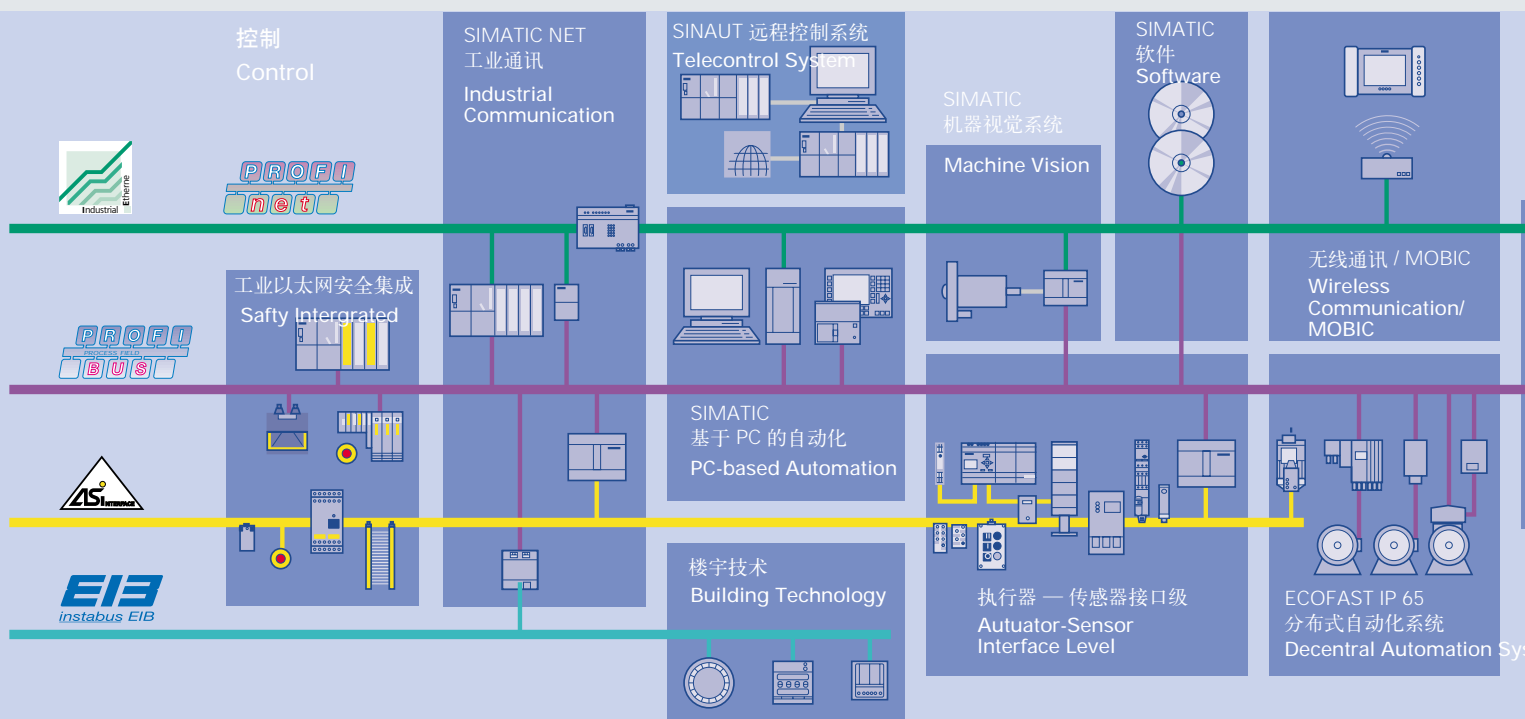 控制
Control
SIMATIC NET
工业通讯
Industrial
Communication
SINAUT 远程控制系统
Telecontrol System
SIMATIC
机器视觉系统
Machine Vision
SIMATIC
软件
Software
Industrial Etherne
PROFI
net
工业以太网安全集成
Safty Intergrated
无线通讯 / MOBIC
Wireless
Communication/
MOBIC
PROFI
PROCESS FIELD
BUS
SIMATIC
基于 PC 的自动化
PC-based Automation
ASi INTERFACE
EIB
instabus EIB
楼宇技术
Building Technology
执行器 — 传感器接口级
Autuator-Sensor
Interface Level
ECOFAST IP 65
分布式自动化系统
Decentral Automation Sys